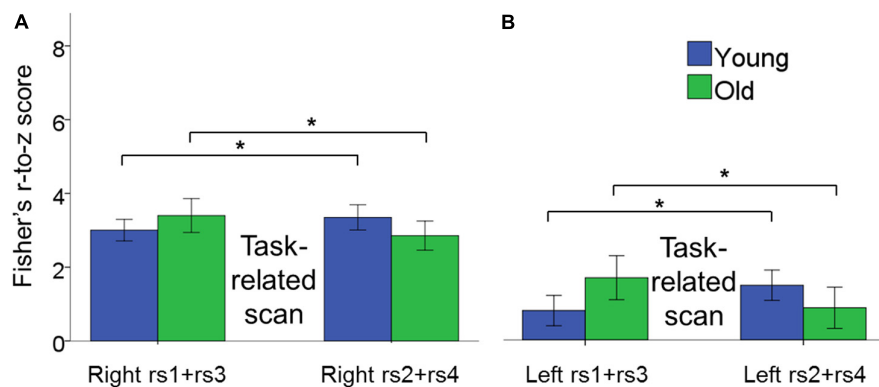 A
B
Fisher's r-to-z score
8
6
4
2
0
Young
Old
*
*
Task-
related
scan
Right rs1+rs3
Right rs2+rs4
*
*
Task-
related
scan
Left rs1+rs3
Left rs2+rs4